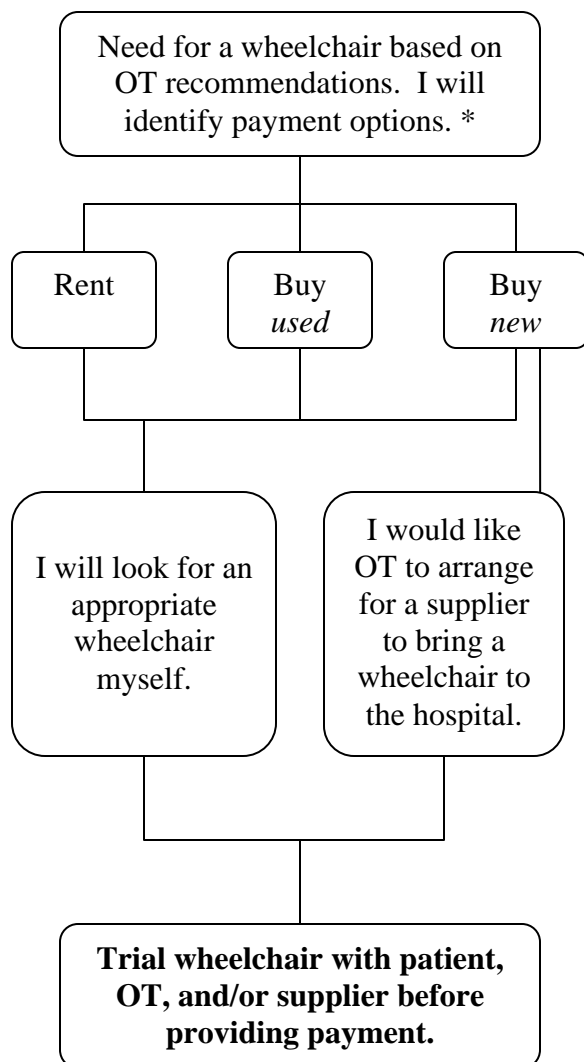 Need for a wheelchair based on
OT recommendations.  I will
identify payment options. *
Rent
Buy
used
Buy
new
I will look for an
appropriate
wheelchair
myself.
I would like
OT to arrange
for a supplier
to bring a
wheelchair to
the hospital.
Trial wheelchair with patient,
OT, and/or supplier before
providing payment.